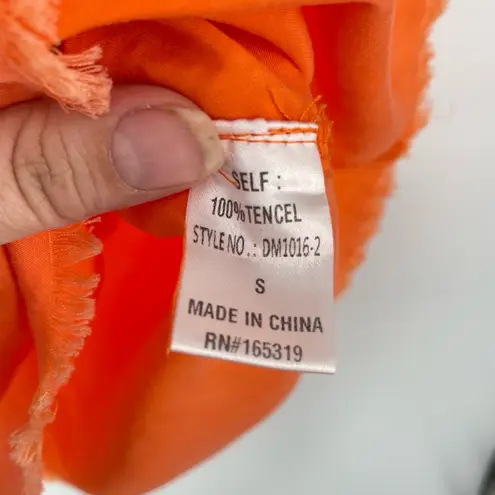 SELF :
100%TENCEL
STYLE NO.: DM1016-2
S
MADE IN CHINA
RN#165319